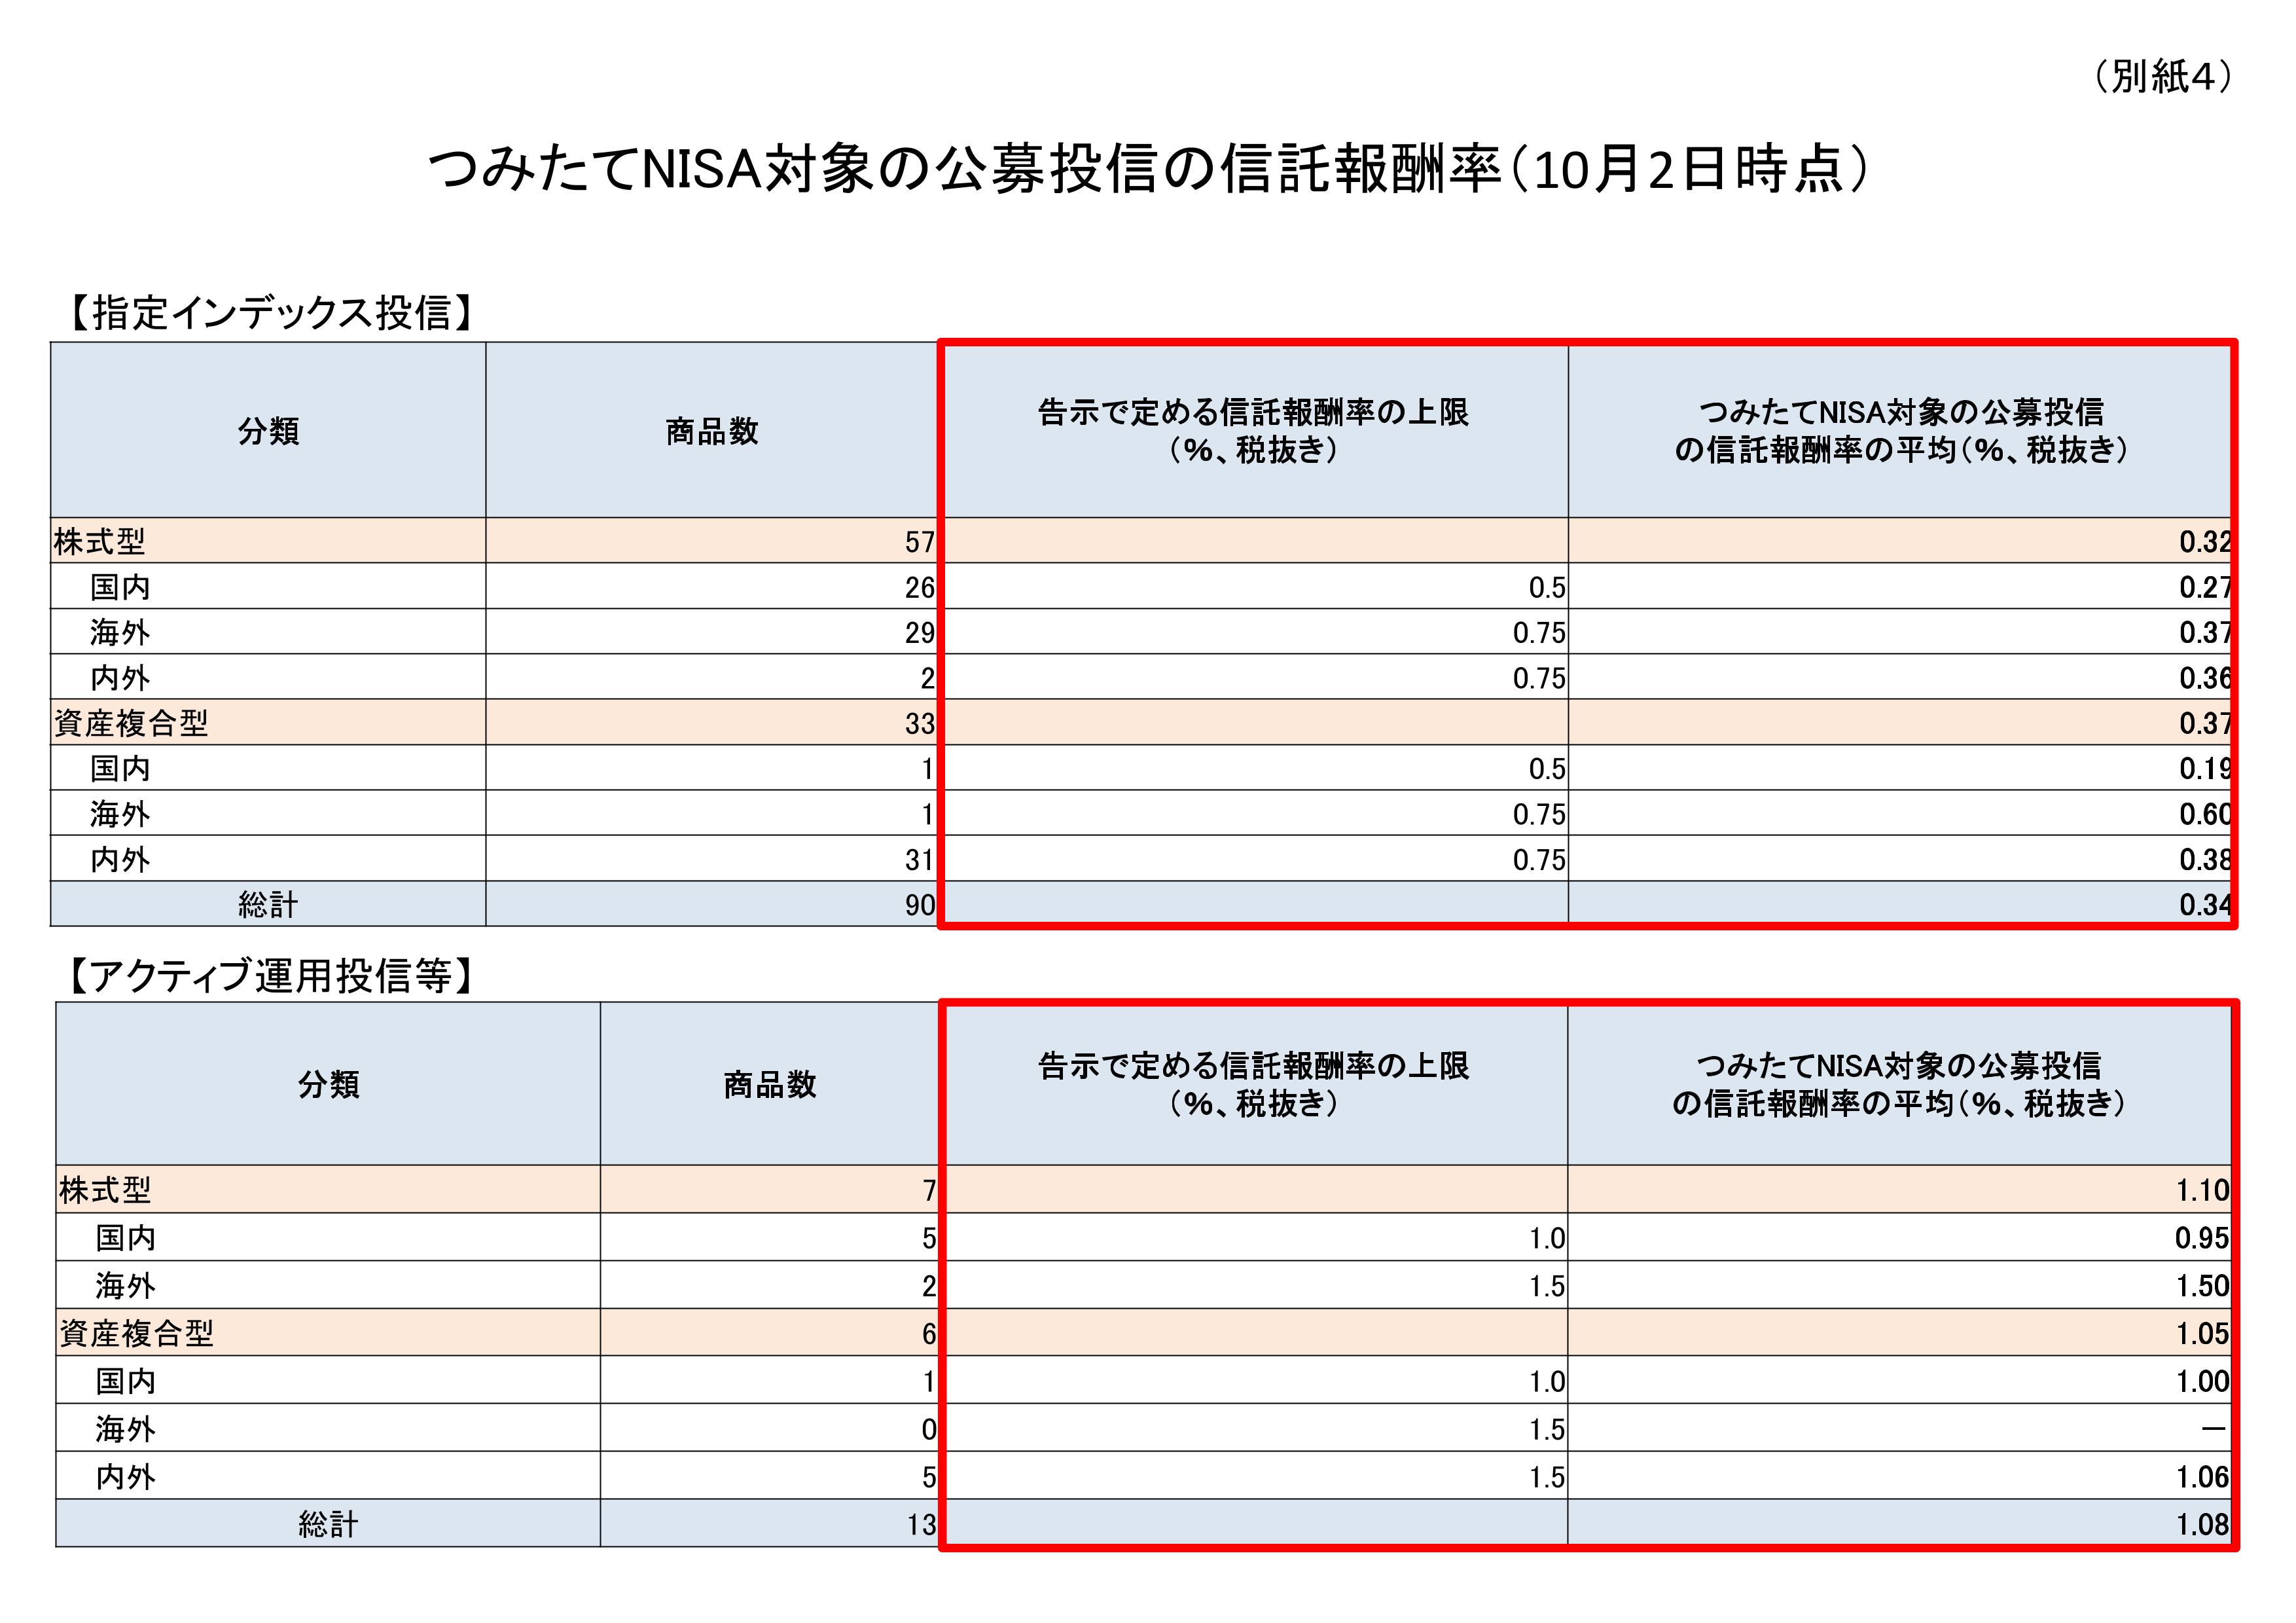 （別紙４）
つみたてNISA対象の公募投信の信託報酬率（10月2日時点）
【指定インデックス投信】
分類 商品数 告示で定める信託報酬率の上限（％、税抜き） つみたてNISA対象の公募投信の信託報酬率の平均（％、税抜き）
株式型 57 0.32
国内 26 0.5 0.27
海外 29 0.75 0.37
内外 2 0.75 0.36
資産複合型 33 0.37
国内 1 0.5 0.19
海外 1 0.75 0.60
内外 31 0.75 0.38
総計 90 0.34
【アクティブ運用投信等】
分類 商品数 告示で定める信託報酬率の上限（％、税抜き） つみたてNISA対象の公募投信の信託報酬率の平均（％、税抜き）
株式型 7 1.10
国内 5 1.0 0.95
海外 2 1.5 1.50
資産複合型 6 1.05
国内 1 1.0 1.00
海外 0 1.5 －
内外 5 1.5 1.06
総計 13 1.08